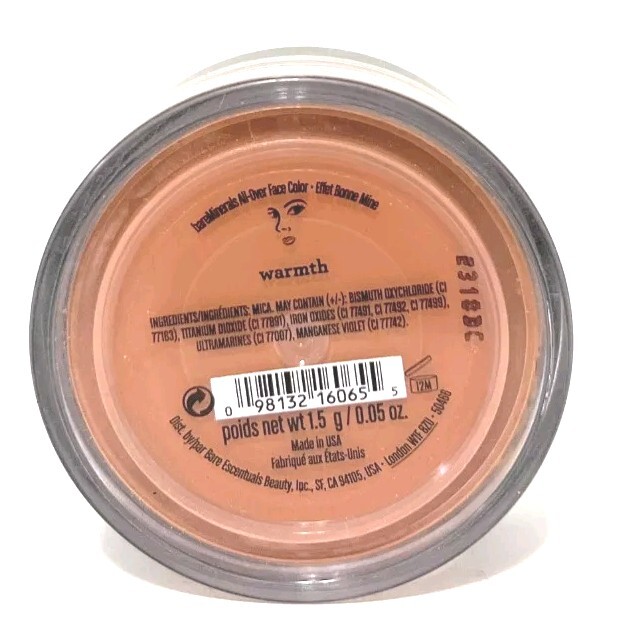 bareMinerals All-Over Face Color • Effet Bonne Mine
warmth
INGREDIENTS/INGRÉDIENTS: MICA. MAY CONTAIN (+/-): BISMUTH OXYCHLORIDE (CI
77163), TITANIUM DIOXIDE (CI 77891), IRON OXIDES (CI 77491, CI 77492, CI 77499),
ULTRAMARINES (CI 77007), MANGANESE VIOLET (CI 77742).
0 98132 16065 5
12M
poids net wt 1.5 g / 0.05 oz.
Made in USA
Fabriqué aux États-Unis
Dist. by/par Bare Escentuals Beauty, Inc., SF, CA 94105, USA • London W1F 8ZU • 50460